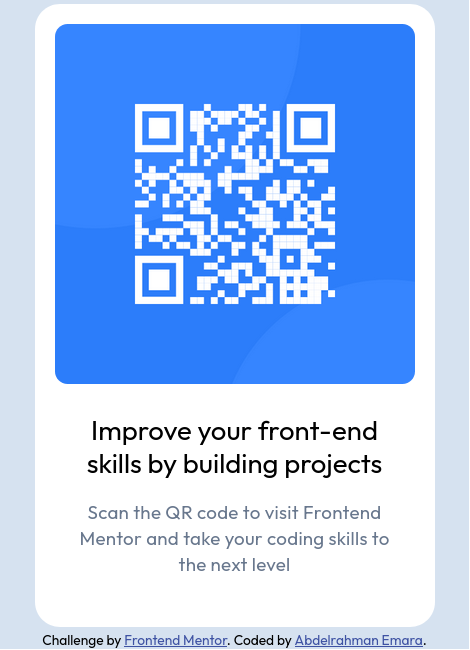 Improve your front-end
skills by building projects
Scan the QR code to visit Frontend
Mentor and take your coding skills to
the next level
Challenge by Frontend Mentor. Coded by Abdelrahman Emara.